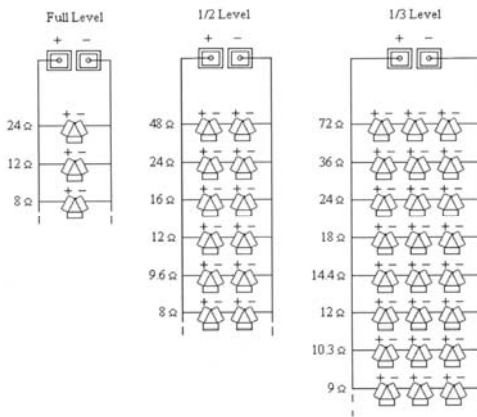 Full Level
+ −
24 Ω + −
12 Ω + −
8 Ω + −
1/2 Level
+ −
48 Ω + − + −
24 Ω + − + −
16 Ω + − + −
12 Ω + − + −
9.6 Ω + − + −
8 Ω + − + −
1/3 Level
+ −
72 Ω + − + − + −
36 Ω + − + − + −
24 Ω + − + − + −
18 Ω + − + − + −
14.4 Ω + − + − + −
12 Ω + − + − + −
10.3 Ω + − + − + −
9 Ω + − + − + −